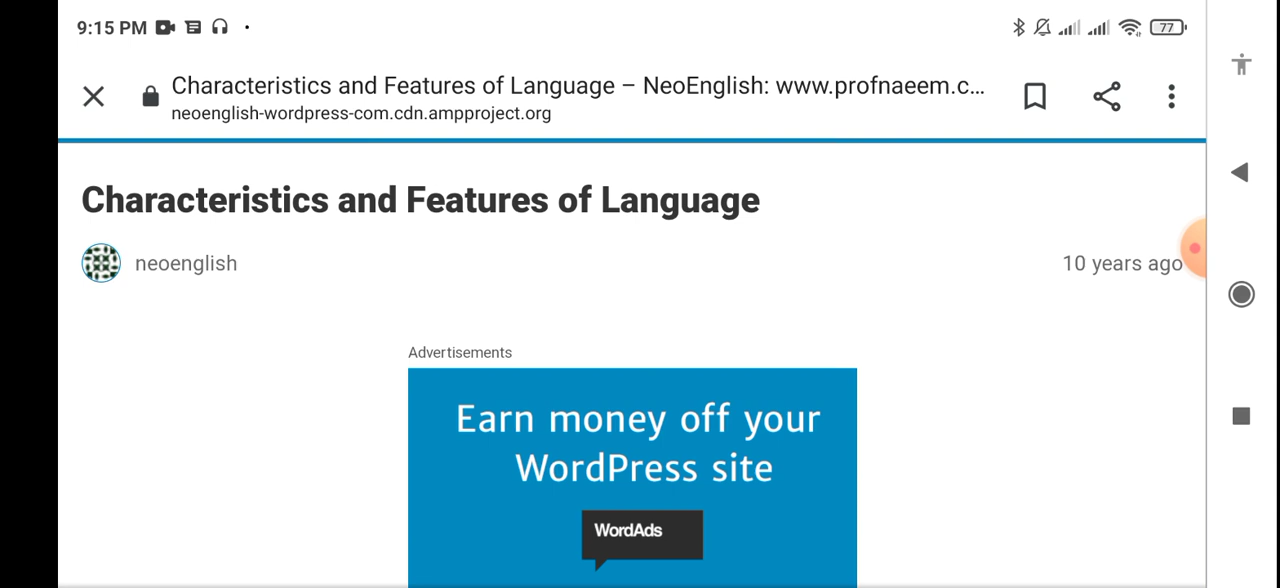 9:15 PM
77
Characteristics and Features of Language – NeoEnglish: www.profnaeem.c...
neoenglish-wordpress-com.cdn.ampproject.org
Characteristics and Features of Language
neoenglish
10 years ago
Advertisements
Earn money off your
WordPress site
WordAds